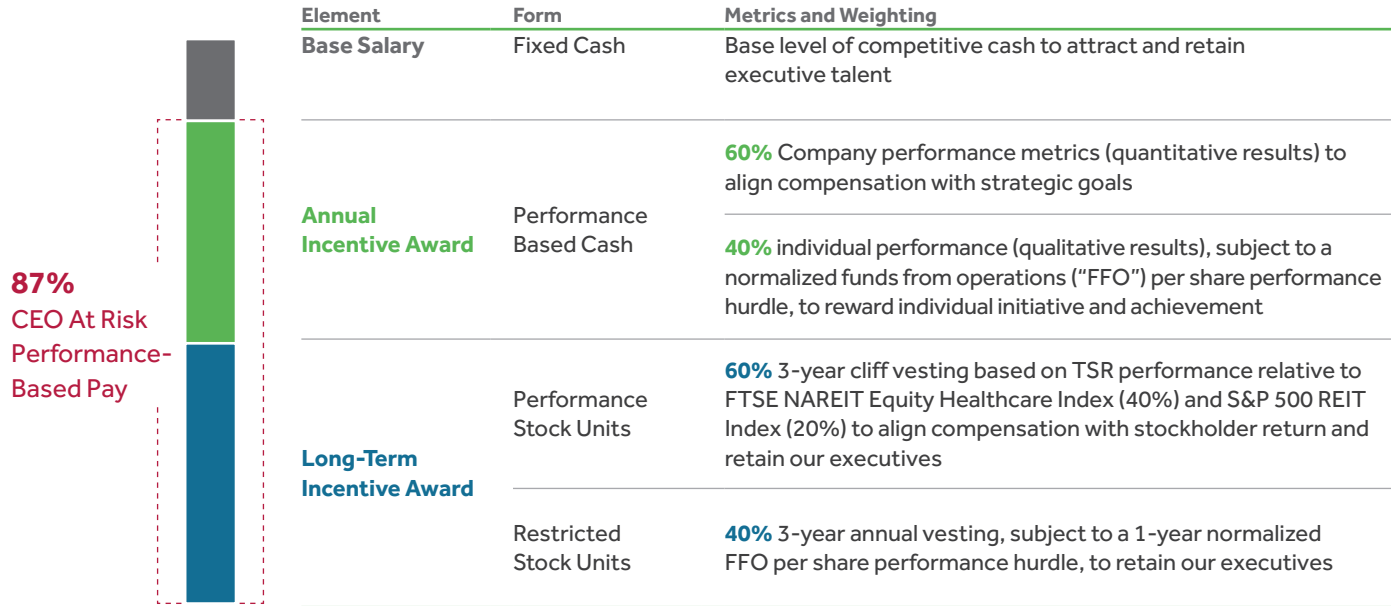 Element Form Metrics and Weighting
Base Salary Fixed Cash Base level of competitive cash to attract and retain
executive talent
87%
CEO At Risk
Performance-
Based Pay
Annual
Incentive Award
Performance
Based Cash
60% Company performance metrics (quantitative results) to
align compensation with strategic goals
40% individual performance (qualitative results), subject to a
normalized funds from operations (“FFO”) per share performance
hurdle, to reward individual initiative and achievement
Long-Term
Incentive Award
Performance
Stock Units
60% 3-year cliff vesting based on TSR performance relative to
FTSE NAREIT Equity Healthcare Index (40%) and S&P 500 REIT
Index (20%) to align compensation with stockholder return and
retain our executives
Restricted
Stock Units
40% 3-year annual vesting, subject to a 1-year normalized
FFO per share performance hurdle, to retain our executives